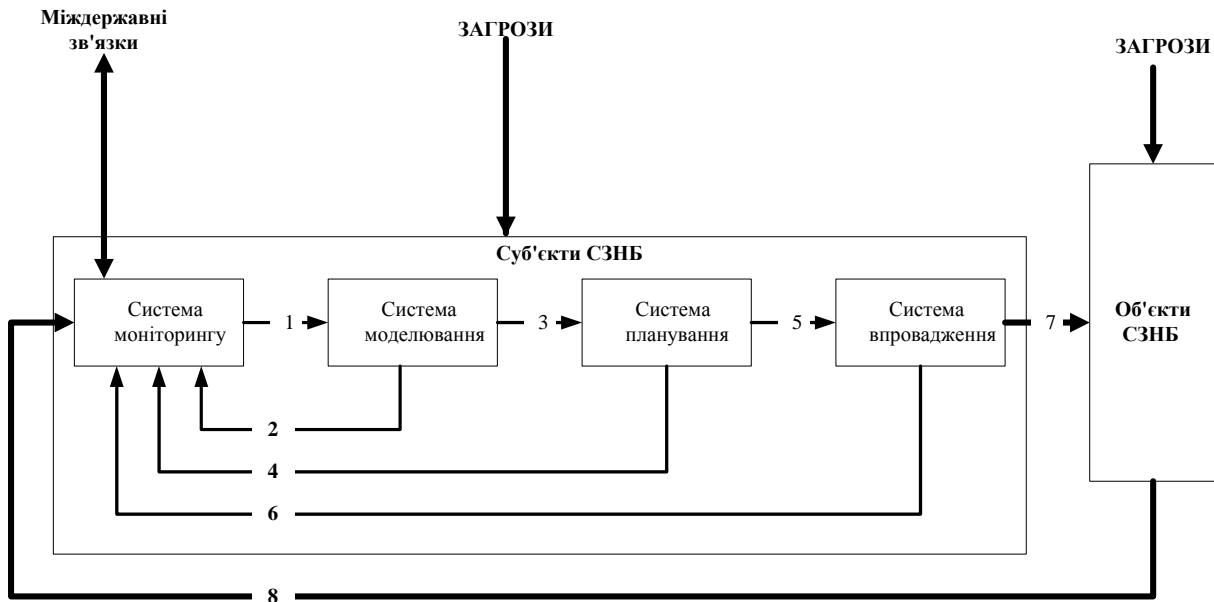 Міждержавні
зв'язки
ЗАГРОЗИ
ЗАГРОЗИ
Суб'єкти СЗНБ
Система
моніторингу
1
Система
моделювання
3
Система
планування
5
Система
впровадження
7
Об'єкти
СЗНБ
2
4
6
8